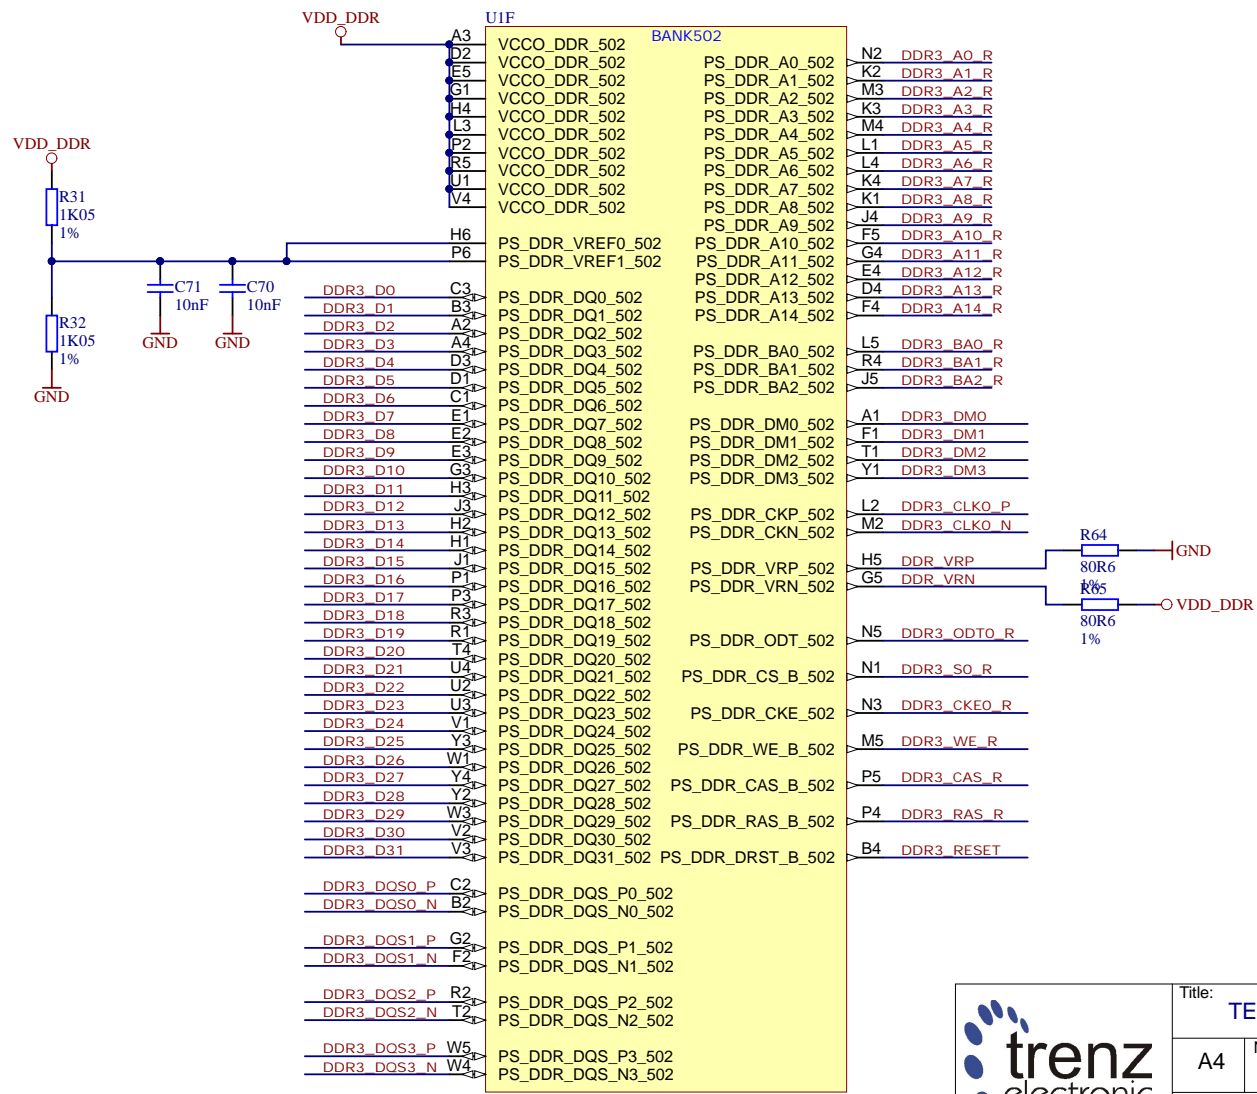 VDD_DDR
U1F
BANK502
A3 VCCO_DDR_502
D2 VCCO_DDR_502
E5 VCCO_DDR_502
G1 VCCO_DDR_502
H4 VCCO_DDR_502
L3 VCCO_DDR_502
P2 VCCO_DDR_502
R5 VCCO_DDR_502
U1 VCCO_DDR_502
V4 VCCO_DDR_502
H6 PS_DDR_VREF0_502
P6 PS_DDR_VREF1_502
VDD_DDR
R31
1K05
1%
C71
10nF
GND
C70
10nF
GND
R32
1K05
1%
GND
DDR3_D0 C3 PS_DDR_DQ0_502
DDR3_D1 B3 PS_DDR_DQ1_502
DDR3_D2 A2 PS_DDR_DQ2_502
DDR3_D3 A4 PS_DDR_DQ3_502
DDR3_D4 D3 PS_DDR_DQ4_502
DDR3_D5 D1 PS_DDR_DQ5_502
DDR3_D6 C1 PS_DDR_DQ6_502
DDR3_D7 E1 PS_DDR_DQ7_502
DDR3_D8 E2 PS_DDR_DQ8_502
DDR3_D9 E3 PS_DDR_DQ9_502
DDR3_D10 G3 PS_DDR_DQ10_502
DDR3_D11 H3 PS_DDR_DQ11_502
DDR3_D12 J3 PS_DDR_DQ12_502
DDR3_D13 H2 PS_DDR_DQ13_502
DDR3_D14 H1 PS_DDR_DQ14_502
DDR3_D15 J1 PS_DDR_DQ15_502
DDR3_D16 P1 PS_DDR_DQ16_502
DDR3_D17 P3 PS_DDR_DQ17_502
DDR3_D18 R3 PS_DDR_DQ18_502
DDR3_D19 R1 PS_DDR_DQ19_502
DDR3_D20 T4 PS_DDR_DQ20_502
DDR3_D21 U4 PS_DDR_DQ21_502
DDR3_D22 U2 PS_DDR_DQ22_502
DDR3_D23 U3 PS_DDR_DQ23_502
DDR3_D24 V1 PS_DDR_DQ24_502
DDR3_D25 Y3 PS_DDR_DQ25_502
DDR3_D26 W1 PS_DDR_DQ26_502
DDR3_D27 Y4 PS_DDR_DQ27_502
DDR3_D28 Y2 PS_DDR_DQ28_502
DDR3_D29 W3 PS_DDR_DQ29_502
DDR3_D30 V2 PS_DDR_DQ30_502
DDR3_D31 V3 PS_DDR_DQ31_502
DDR3_DQS0_P C2 PS_DDR_DQS_P0_502
DDR3_DQS0_N B2 PS_DDR_DQS_N0_502
DDR3_DQS1_P G2 PS_DDR_DQS_P1_502
DDR3_DQS1_N F2 PS_DDR_DQS_N1_502
DDR3_DQS2_P R2 PS_DDR_DQS_P2_502
DDR3_DQS2_N T2 PS_DDR_DQS_N2_502
DDR3_DQS3_P W5 PS_DDR_DQS_P3_502
DDR3_DQS3_N W4 PS_DDR_DQS_N3_502
PS_DDR_A0_502 N2 DDR3_A0_R
PS_DDR_A1_502 K2 DDR3_A1_R
PS_DDR_A2_502 M3 DDR3_A2_R
PS_DDR_A3_502 K3 DDR3_A3_R
PS_DDR_A4_502 M4 DDR3_A4_R
PS_DDR_A5_502 L1 DDR3_A5_R
PS_DDR_A6_502 L4 DDR3_A6_R
PS_DDR_A7_502 K4 DDR3_A7_R
PS_DDR_A8_502 K1 DDR3_A8_R
PS_DDR_A9_502 J4 DDR3_A9_R
PS_DDR_A10_502 F5 DDR3_A10_R
PS_DDR_A11_502 G4 DDR3_A11_R
PS_DDR_A12_502 E4 DDR3_A12_R
PS_DDR_A13_502 D4 DDR3_A13_R
PS_DDR_A14_502 F4 DDR3_A14_R
PS_DDR_BA0_502 L5 DDR3_BA0_R
PS_DDR_BA1_502 R4 DDR3_BA1_R
PS_DDR_BA2_502 J5 DDR3_BA2_R
PS_DDR_DM0_502 A1 DDR3_DM0
PS_DDR_DM1_502 F1 DDR3_DM1
PS_DDR_DM2_502 T1 DDR3_DM2
PS_DDR_DM3_502 Y1 DDR3_DM3
PS_DDR_CKP_502 L2 DDR3_CLK0_P
PS_DDR_CKN_502 M2 DDR3_CLK0_N
PS_DDR_VRP_502 H5 DDR_VRP
PS_DDR_VRN_502 G5 DDR_VRN
R64
80R6
1%
GND
R65
80R6
1%
VDD_DDR
PS_DDR_ODT_502 N5 DDR3_ODT0_R
PS_DDR_CS_B_502 N1 DDR3_S0_R
PS_DDR_CKE_502 N3 DDR3_CKE0_R
PS_DDR_WE_B_502 M5 DDR3_WE_R
PS_DDR_CAS_B_502 P5 DDR3_CAS_R
PS_DDR_RAS_B_502 P4 DDR3_RAS_R
PS_DDR_DRST_B_502 B4 DDR3_RESET
trenz
electronic
Title:
TE
A4